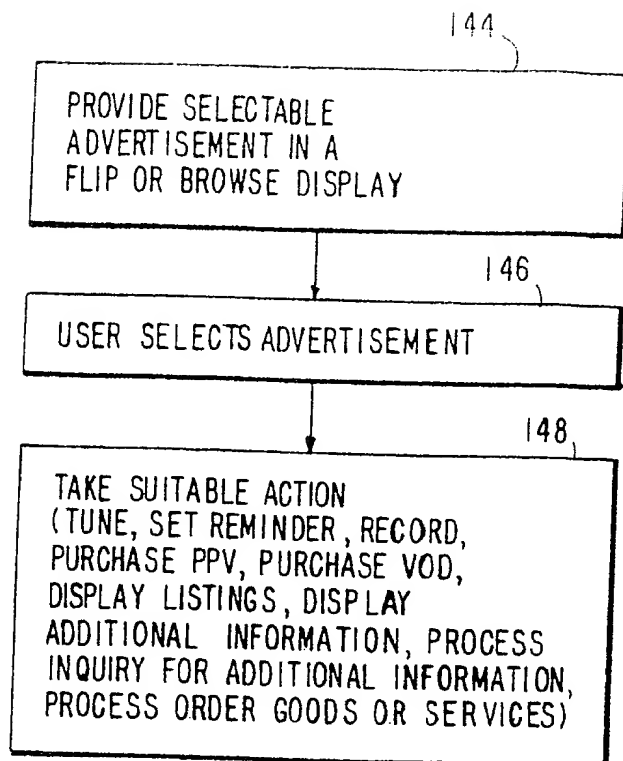 144
PROVIDE SELECTABLE
ADVERTISEMENT IN A
FLIP OR BROWSE DISPLAY
146
USER SELECTS ADVERTISEMENT
148
TAKE SUITABLE ACTION
(TUNE, SET REMINDER, RECORD,
PURCHASE PPV, PURCHASE VOD,
DISPLAY LISTINGS, DISPLAY
ADDITIONAL INFORMATION, PROCESS
INQUIRY FOR ADDITIONAL INFORMATION,
PROCESS ORDER GOODS OR SERVICES)